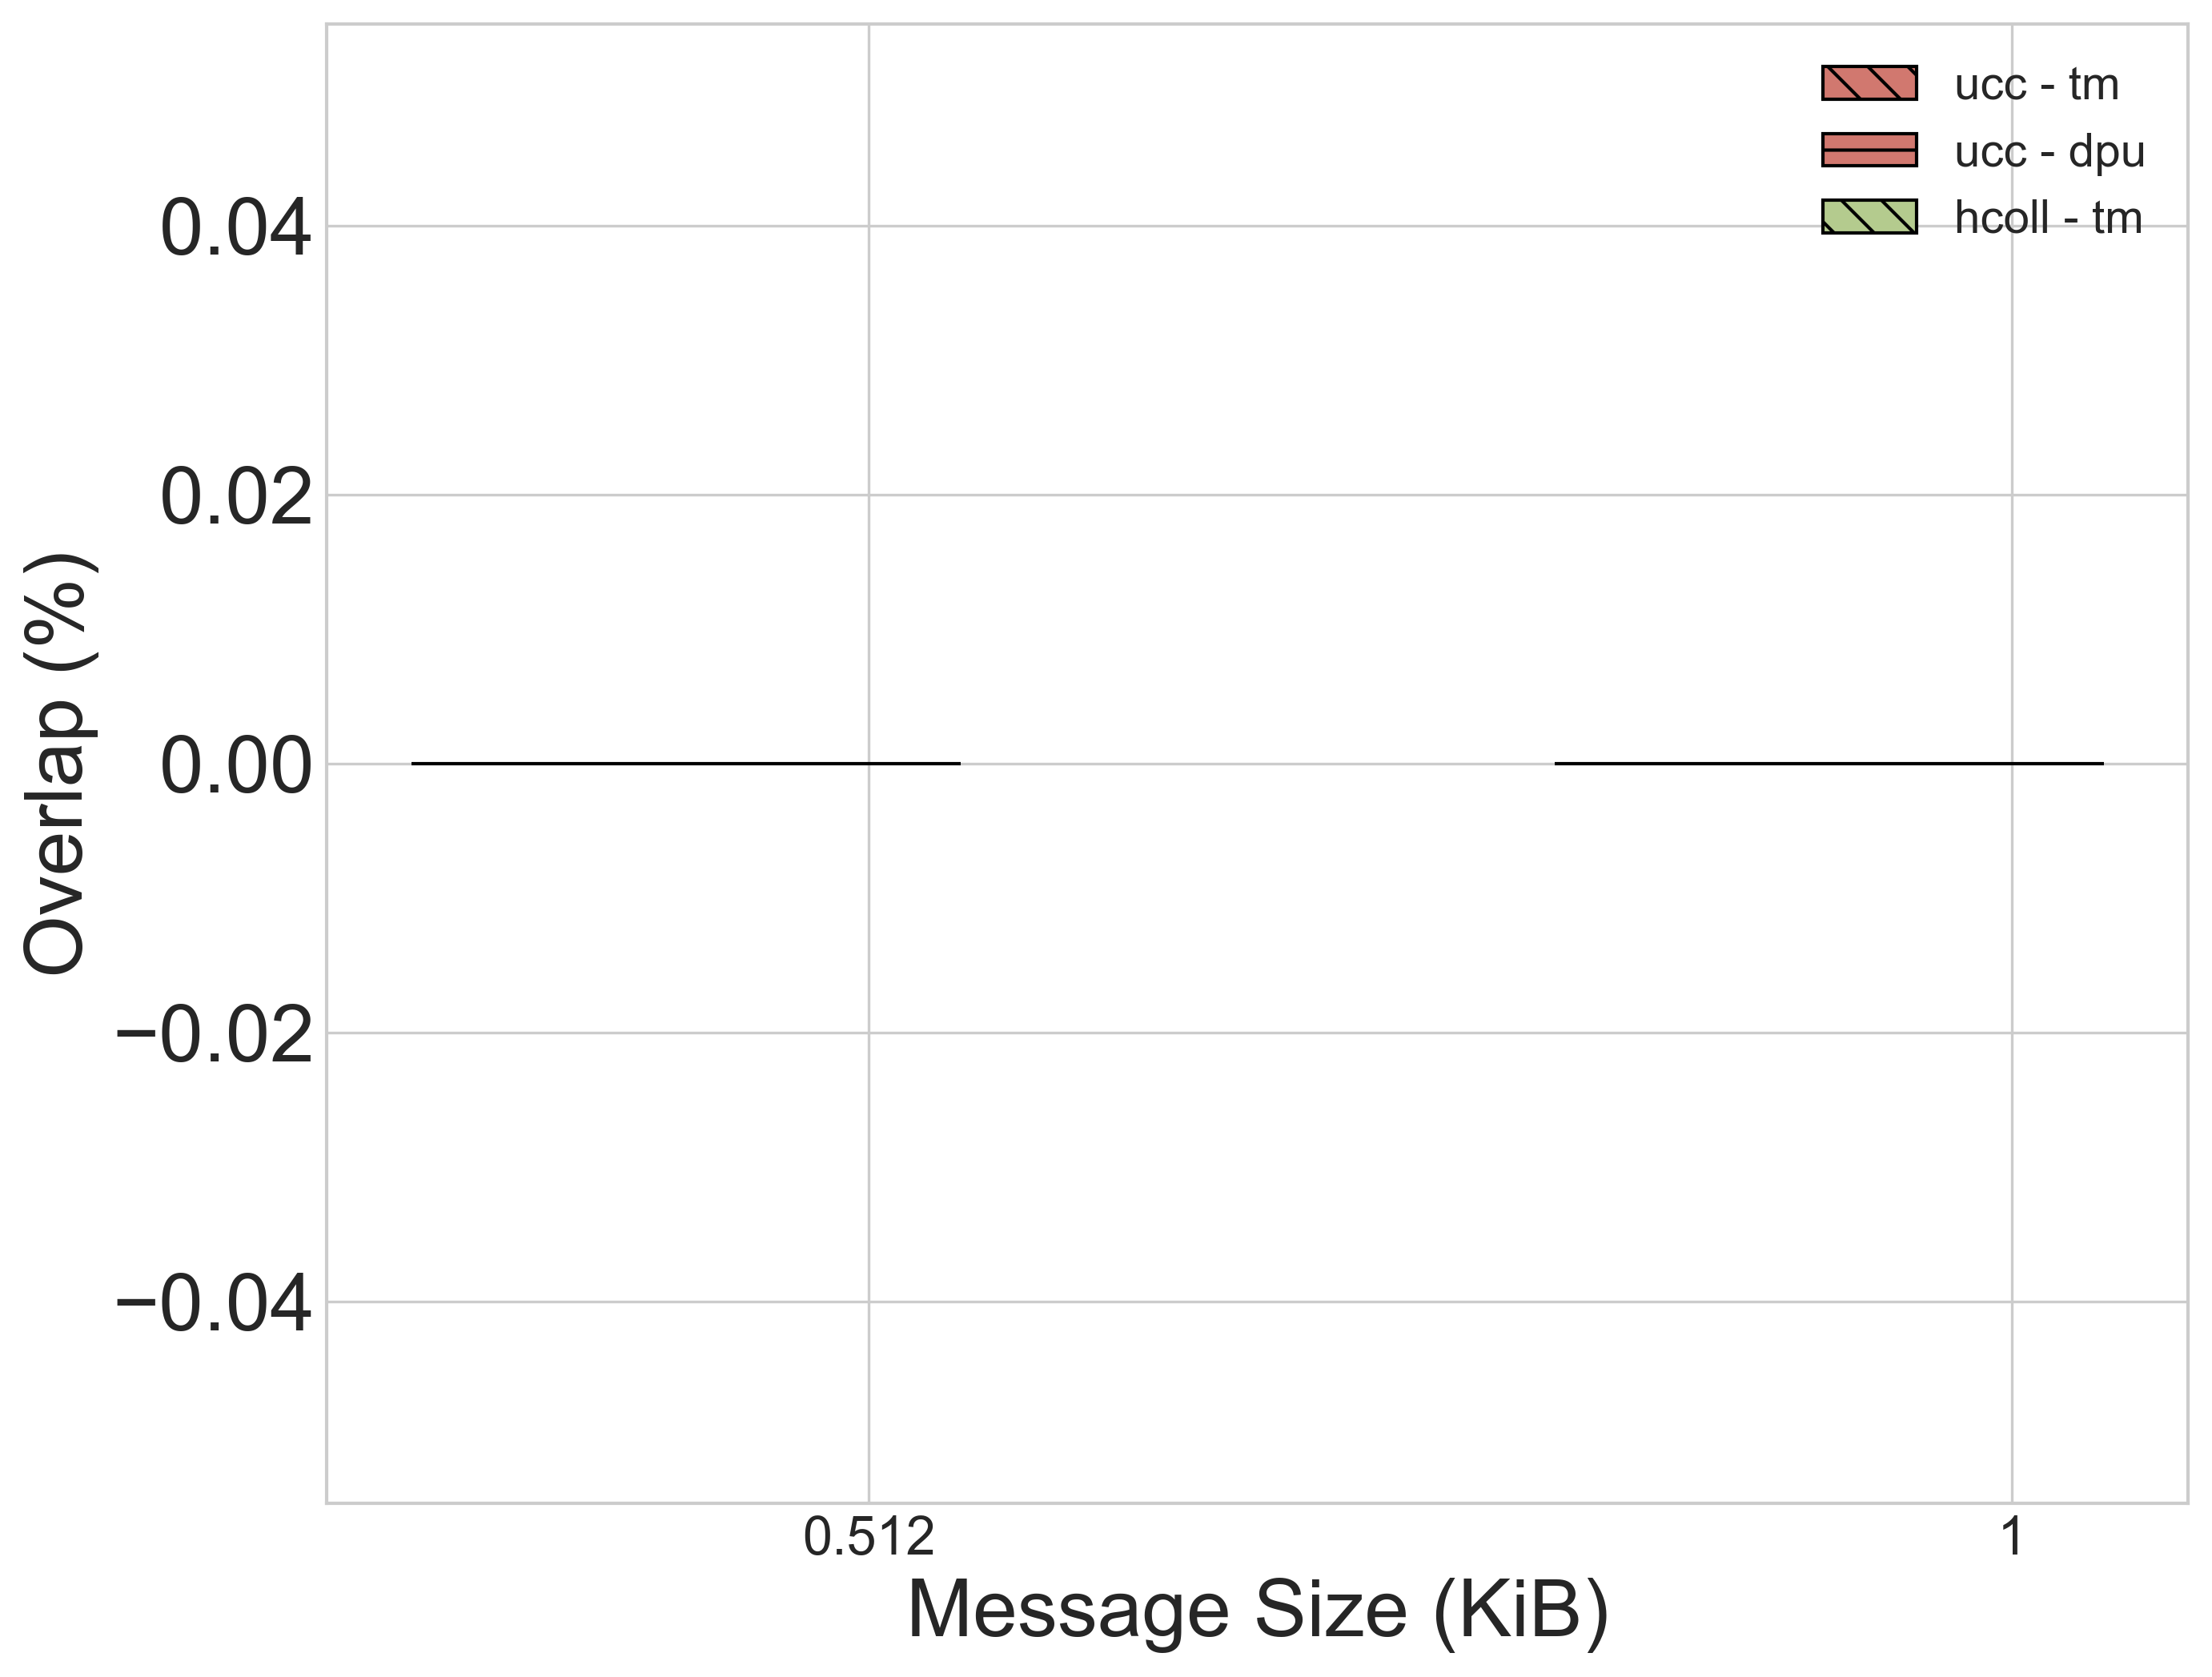 ucc - tm
ucc - dpu
hcoll - tm
0.04
0.02
0.00
−0.02
−0.04
Overlap (%)
0.512
1
Message Size (KiB)